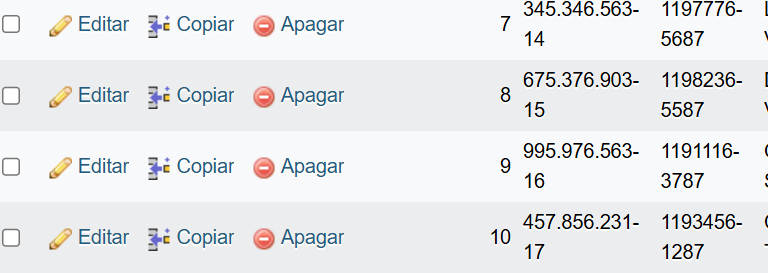 Editar Copiar Apagar 7 345.346.563- 1197776-
14 5687
Editar Copiar Apagar 8 675.376.903- 1198236-
15 5587
Editar Copiar Apagar 9 995.976.563- 1191116-
16 3787
Editar Copiar Apagar 10 457.856.231- 1193456-
17 1287